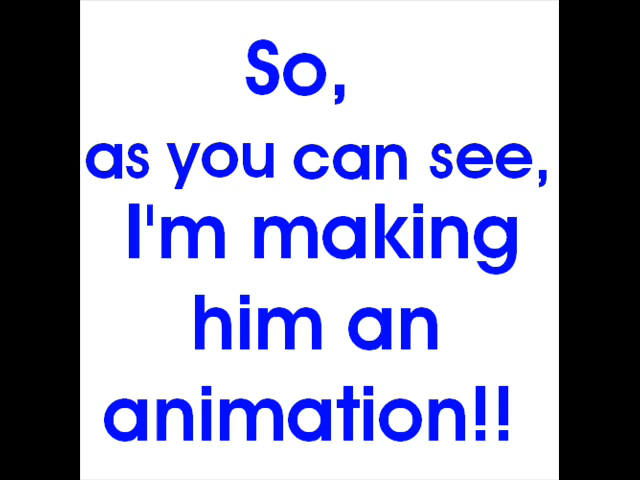 So,
as you can see,
I'm making
him an
animation!!